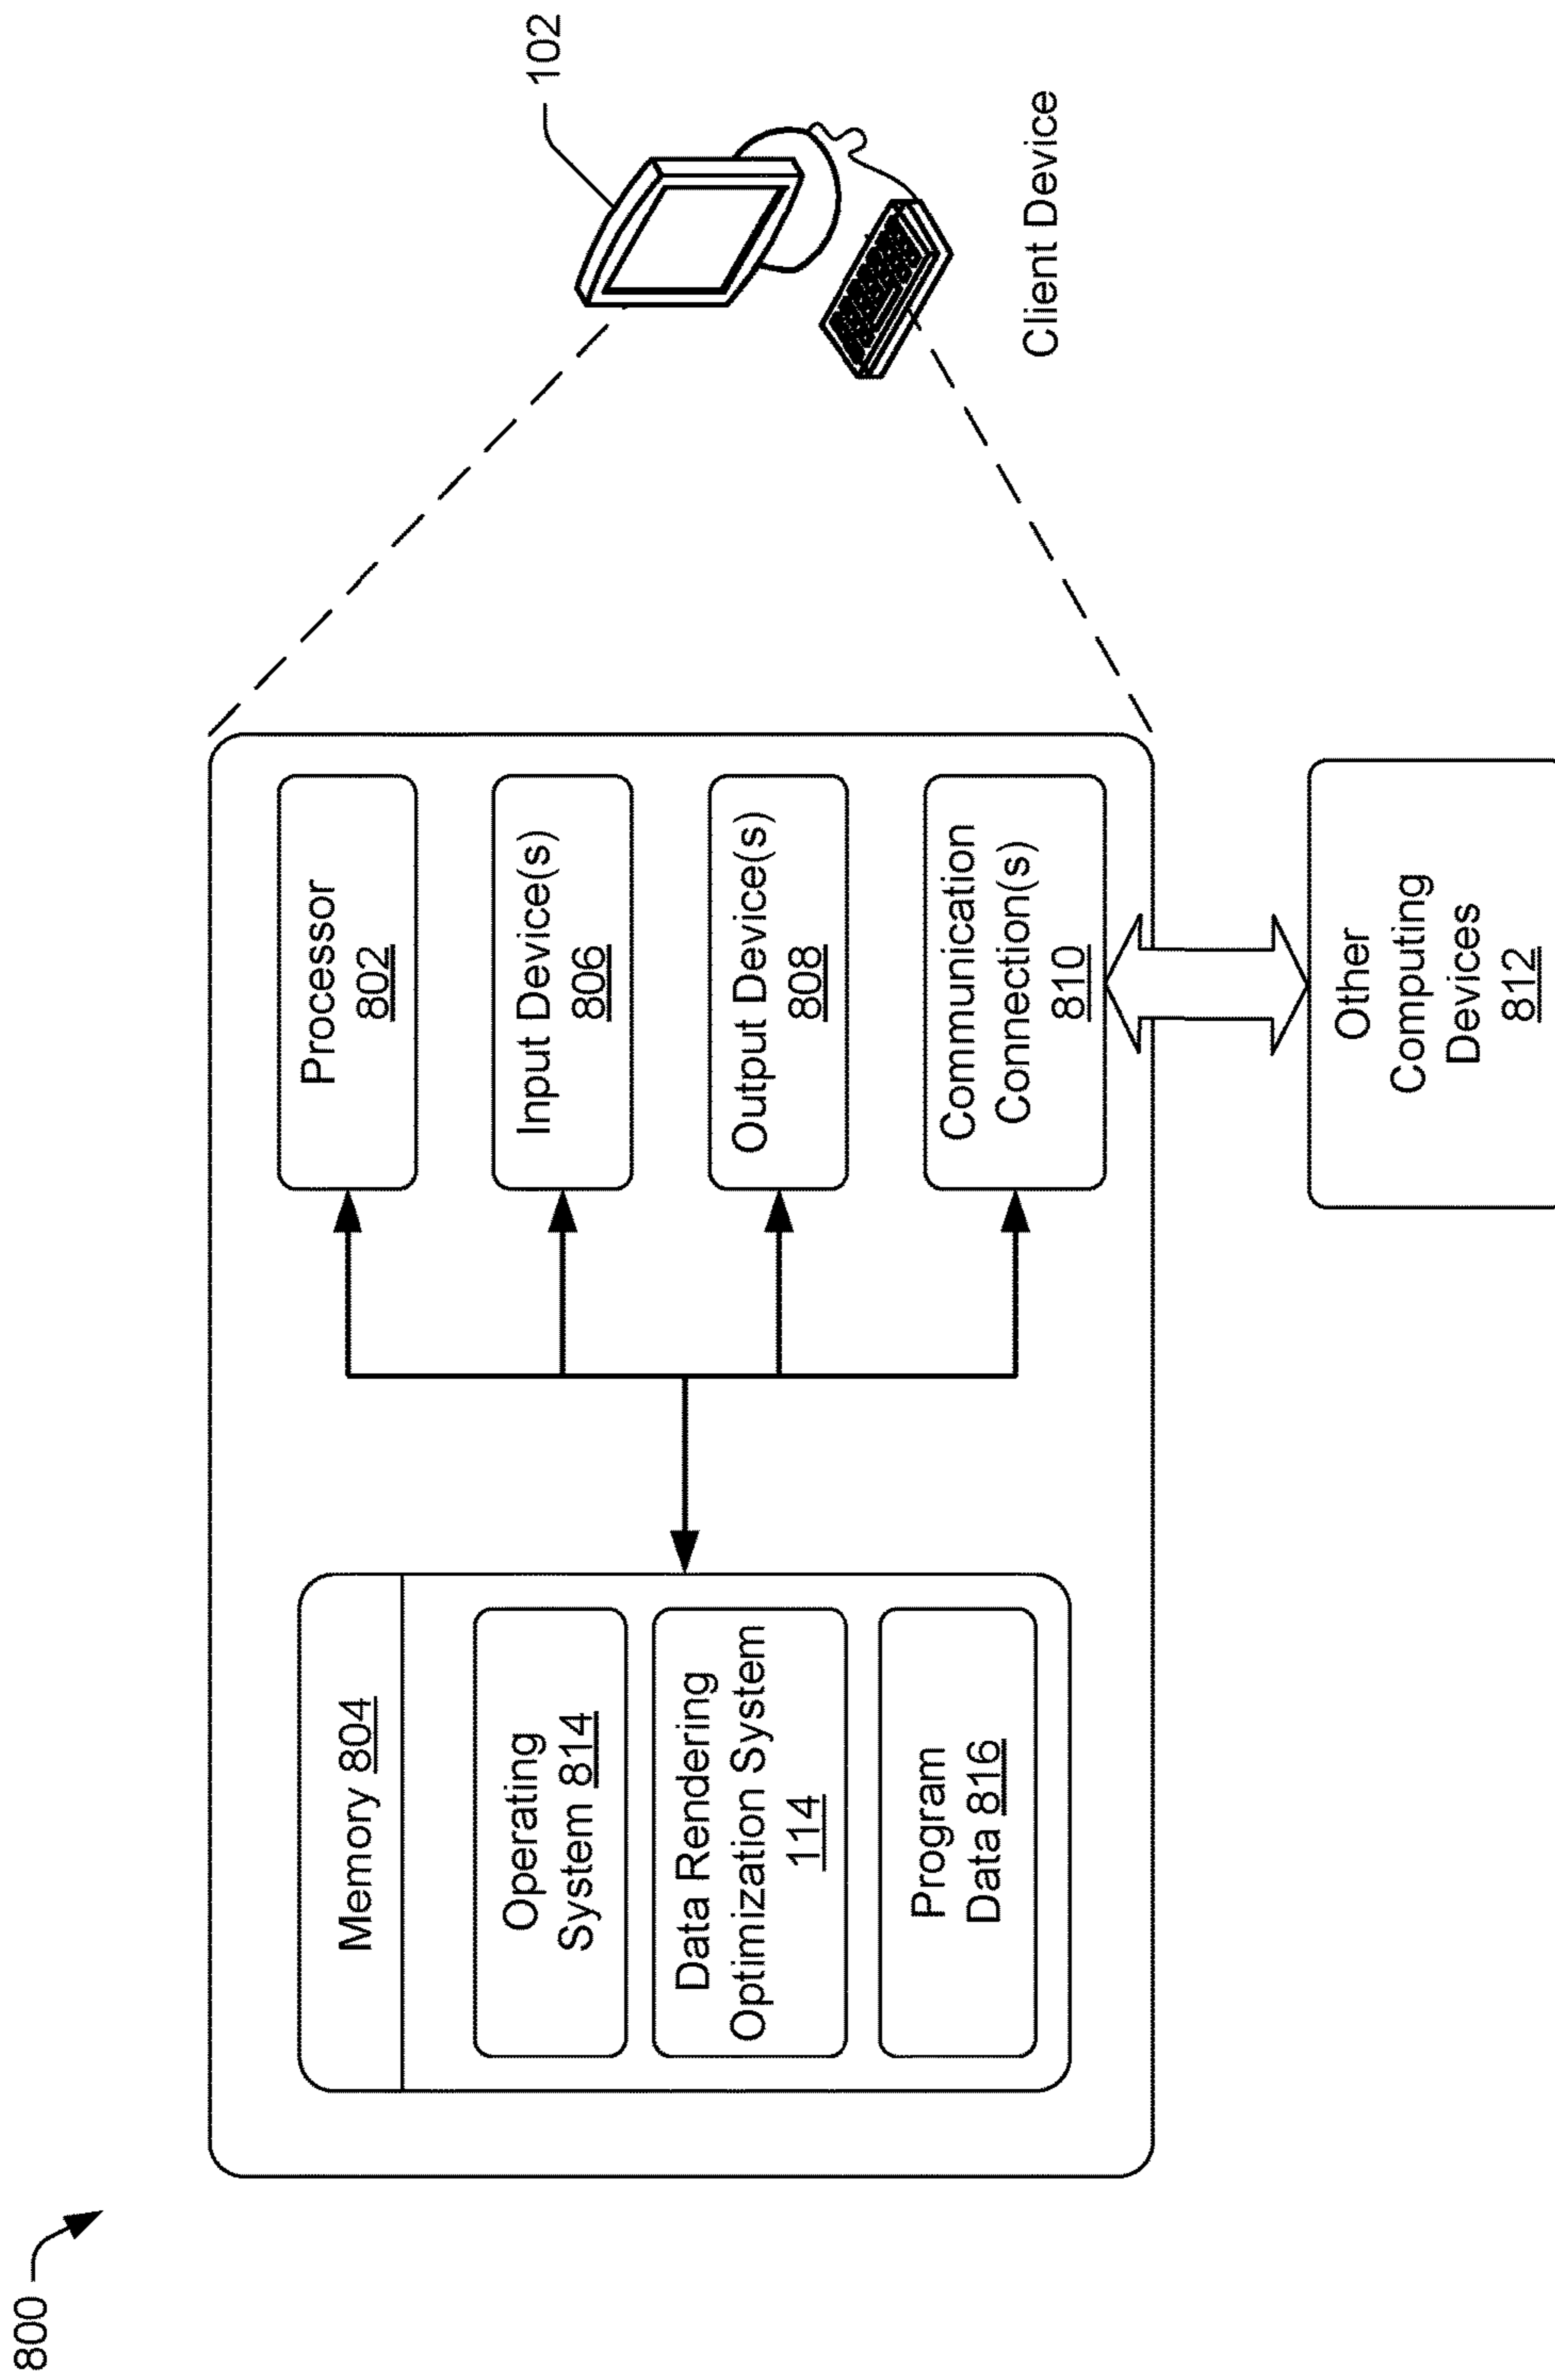 800
Memory 804
Operating
System 814
Data Rendering
Optimization System
114
Program
Data 816
Processor
802
Input Device(s)
806
Output Device(s)
808
Communication
Connection(s)
810
Other
Computing
Devices
812
102
Client Device